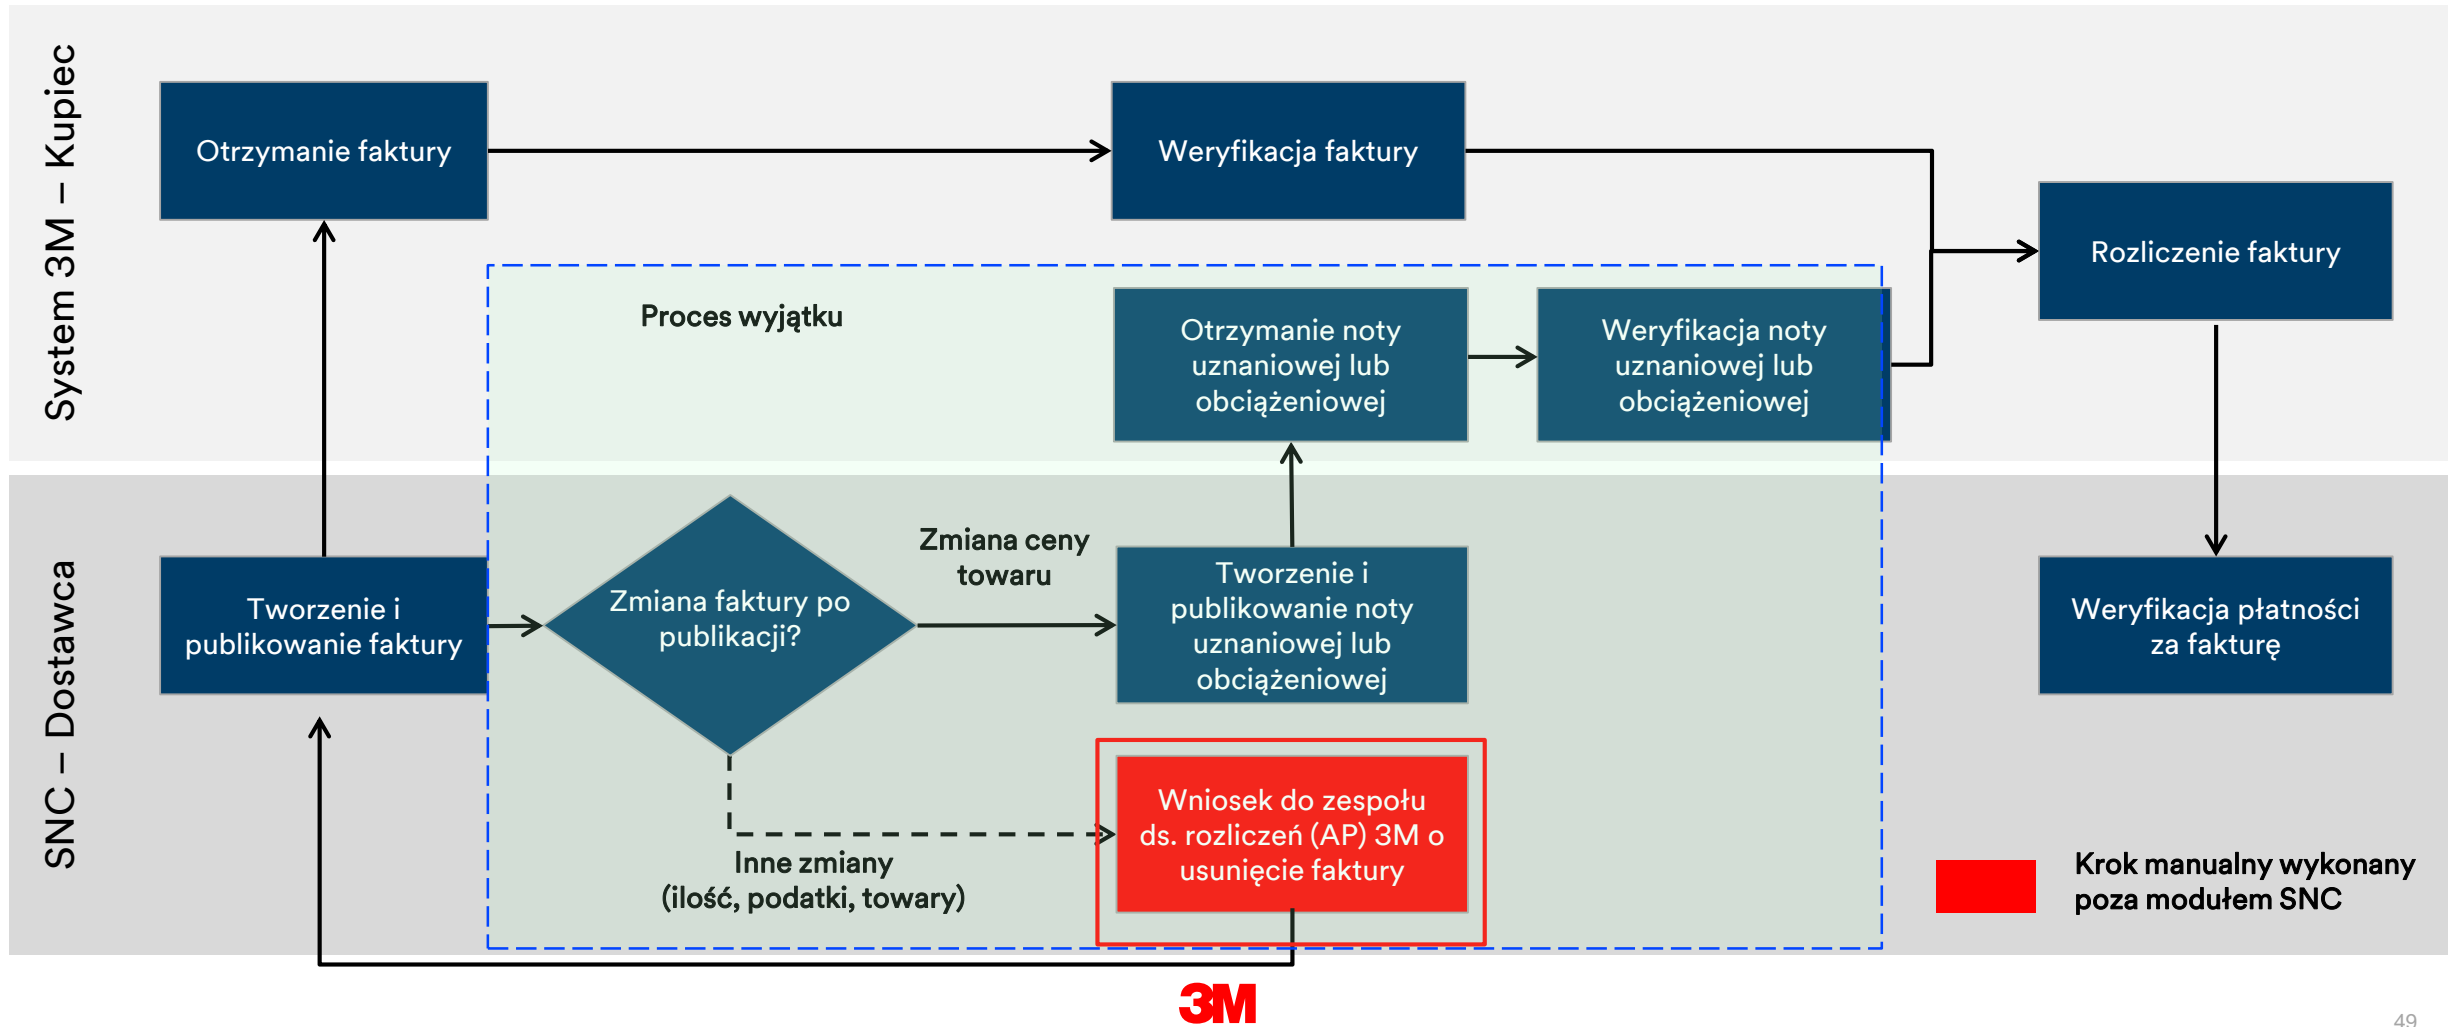 System 3M – Kupiec
Otrzymanie faktury
Weryfikacja faktury
Rozliczenie faktury
Proces wyjątku
Otrzymanie noty
uznaniowej lub
obciążeniowej
Weryfikacja noty
uznaniowej lub
obciążeniowej
SNC – Dostawca
Tworzenie i
publikowanie faktury
Zmiana faktury po
publikacji?
Zmiana ceny
towaru
Tworzenie i
publikowanie noty
uznaniowej lub
obciążeniowej
Weryfikacja płatności
za fakturę
Inne zmiany
(ilość, podatki, towary)
Wniosek do zespołu
ds. rozliczeń (AP) 3M o
usunięcie faktury
Krok manualny wykonany
poza modułem SNC
3M
49